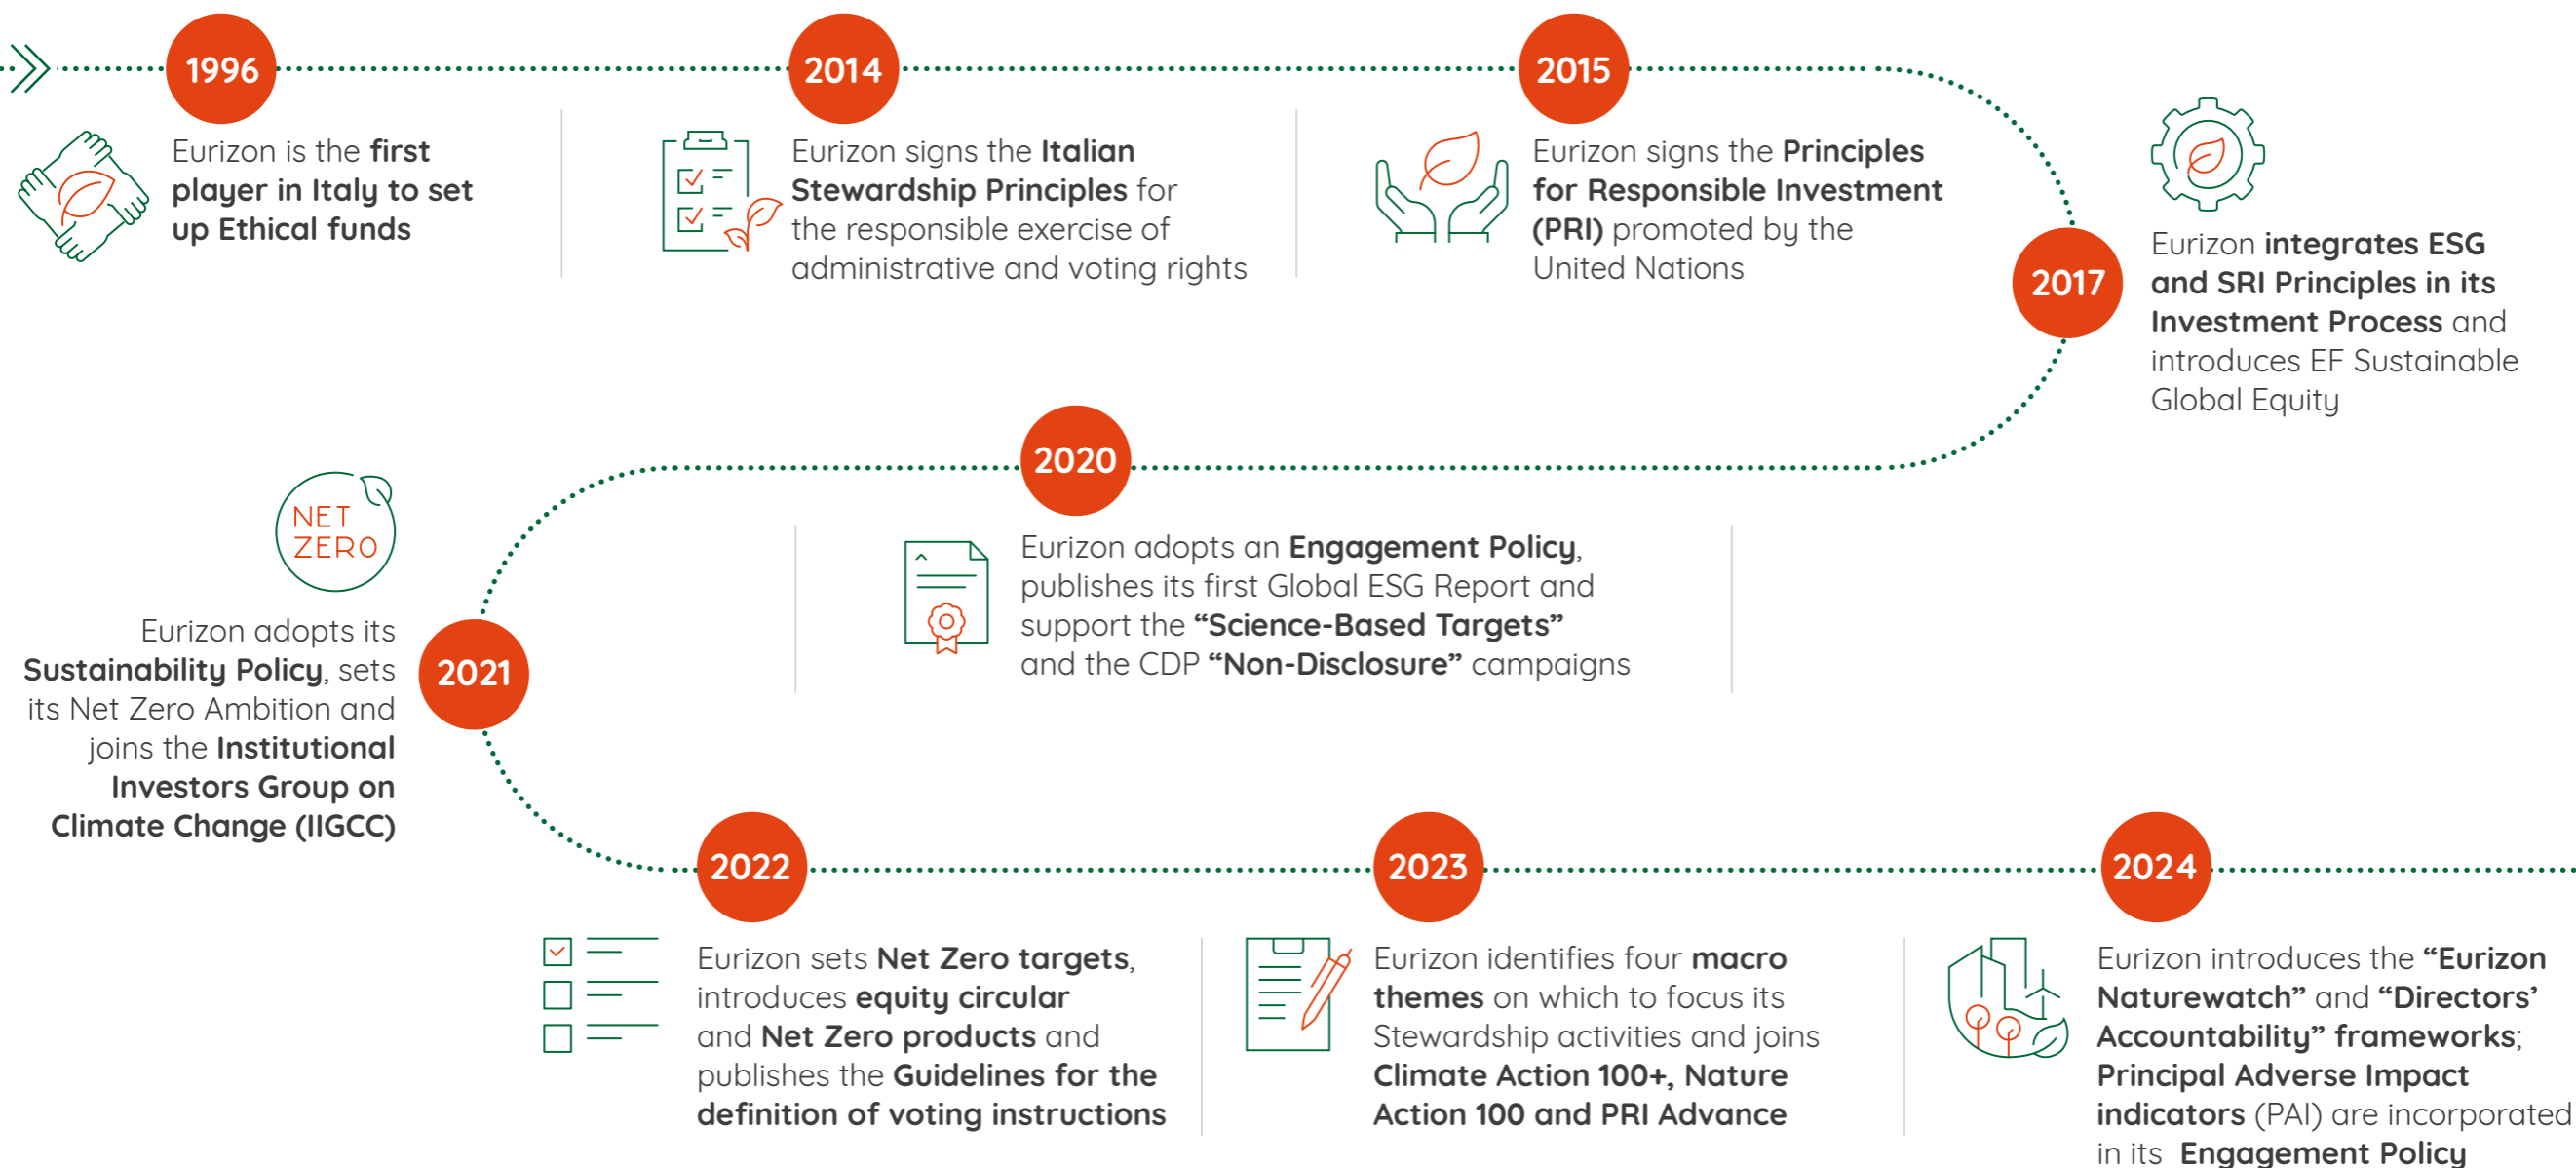 1996
Eurizon is the first
player in Italy to set
up Ethical funds
2014
Eurizon signs the Italian
Stewardship Principles for
the responsible exercise of
administrative and voting rights
2015
Eurizon signs the Principles
for Responsible Investment
(PRI) promoted by the
United Nations
2017
Eurizon integrates ESG
and SRI Principles in its
Investment Process and
introduces EF Sustainable
Global Equity
2020
Eurizon adopts an Engagement Policy,
publishes its first Global ESG Report and
support the “Science-Based Targets”
and the CDP “Non-Disclosure” campaigns
NET
ZERO
2021
Eurizon adopts its
Sustainability Policy, sets
its Net Zero Ambition and
joins the Institutional
Investors Group on
Climate Change (IIGCC)
2022
Eurizon sets Net Zero targets,
introduces equity circular
and Net Zero products and
publishes the Guidelines for the
definition of voting instructions
2023
Eurizon identifies four macro
themes on which to focus its
Stewardship activities and joins
Climate Action 100+, Nature
Action 100 and PRI Advance
2024
Eurizon introduces the “Eurizon
Naturewatch” and “Directors’
Accountability” frameworks;
Principal Adverse Impact
indicators (PAI) are incorporated
in its Engagement Policy